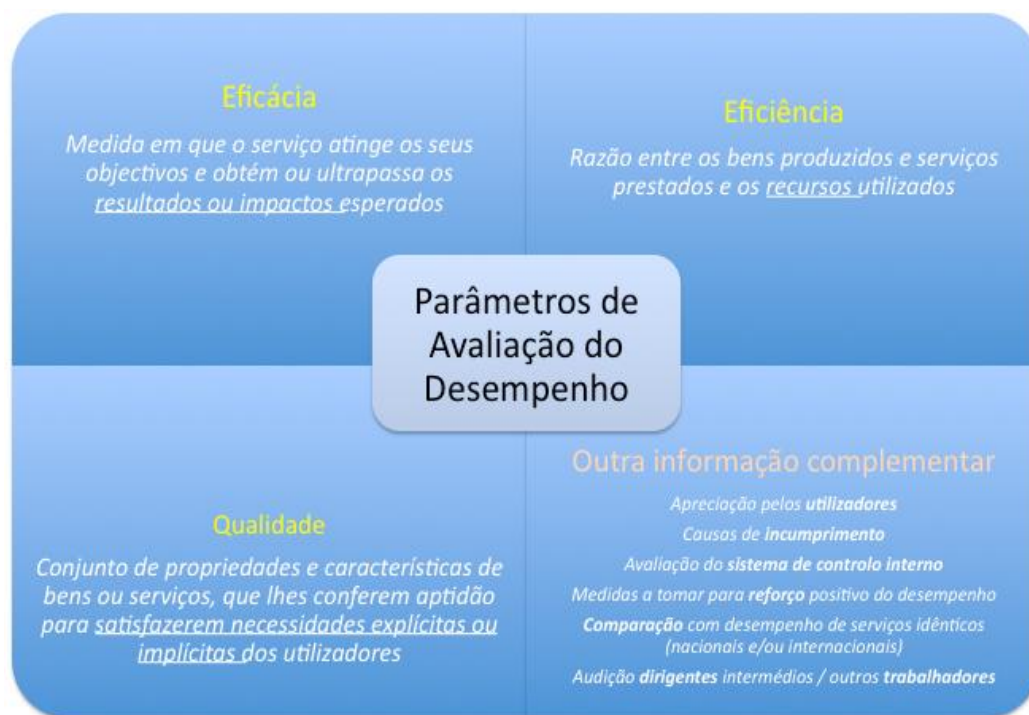 Eficácia
Medida em que o serviço atinge os seus
objectivos e obtém ou ultrapassa os
resultados ou impactos esperados
Eficiência
Razão entre os bens produzidos e serviços
prestados e os recursos utilizados
Parâmetros de
Avaliação do
Desempenho
Qualidade
Conjunto de propriedades e características de
bens ou serviços, que lhes conferem aptidão
para satisfazerem necessidades explícitas ou
implícitas dos utilizadores
Outra informação complementar
Apreciação pelos utilizadores
Causas de incumprimento
Avaliação do sistema de controlo interno
Medidas a tomar para reforço positivo do desempenho
Comparação com desempenho de serviços idênticos
(nacionais e/ou internacionais)
Audição dirigentes intermédios / outros trabalhadores